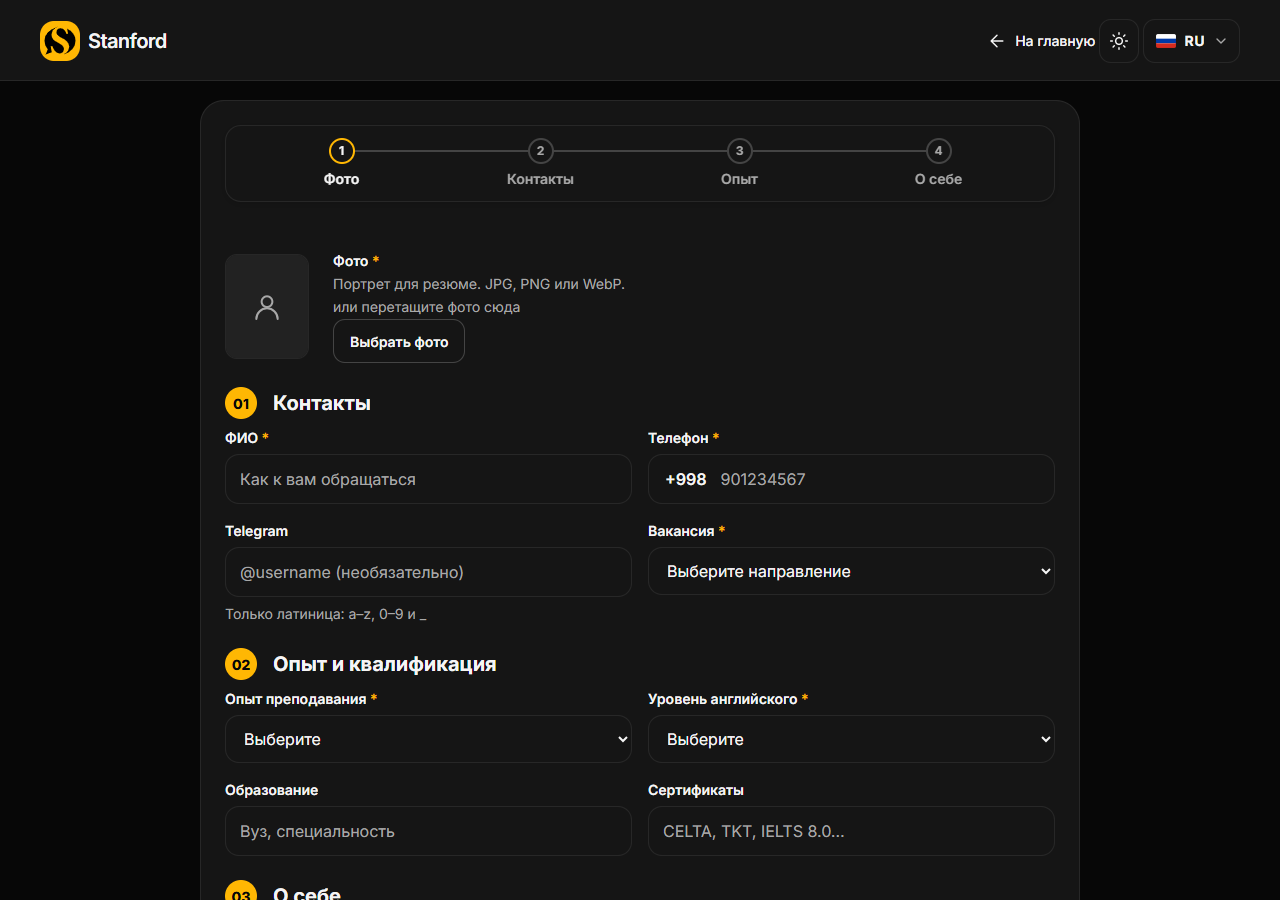 Stanford
На главную
RU
1
2
3
4
Фото
Контакты
Опыт
О себе
Фото *
Портрет для резюме. JPG, PNG или WebP.
или перетащите фото сюда
Выбрать фото
01 Контакты
ФИО *
Телефон *
Как к вам обращаться
+998 901234567
Telegram
Вакансия *
@username (необязательно)
Выберите направление
Только латиница: a–z, 0–9 и _
02 Опыт и квалификация
Опыт преподавания *
Уровень английского *
Выберите
Выберите
Образование
Сертификаты
Вуз, специальность
CELTA, TKT, IELTS 8.0...
03 О себе